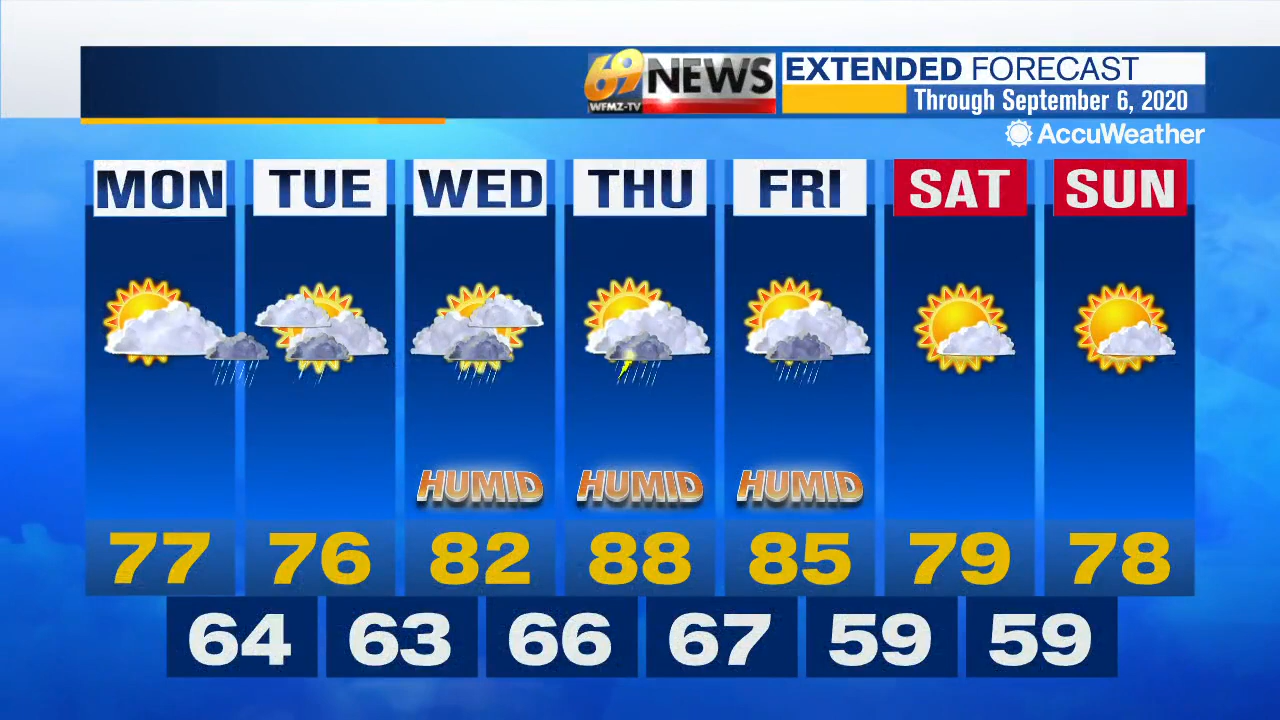 69 NEWS
WFMZ-TV
EXTENDED FORECAST
Through September 6, 2020
AccuWeather
MON TUE WED THU FRI SAT SUN
HUMID HUMID HUMID
77 76 82 88 85 79 78
64 63 66 67 59 59